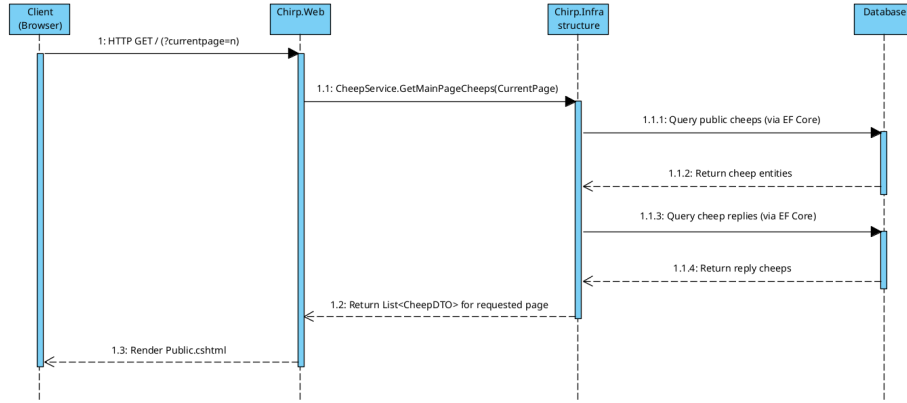 Client
(Browser)
Chirp.Web
Chirp.Infra
structure
Database
1: HTTP GET / (?currentpage=n)
1.1: CheepService.GetMainPageCheeps(CurrentPage)
1.1.1: Query public cheeps (via EF Core)
1.1.2: Return cheep entities
1.1.3: Query cheep replies (via EF Core)
1.1.4: Return reply cheeps
1.2: Return List<CheepDTO> for requested page
1.3: Render Public.cshtml